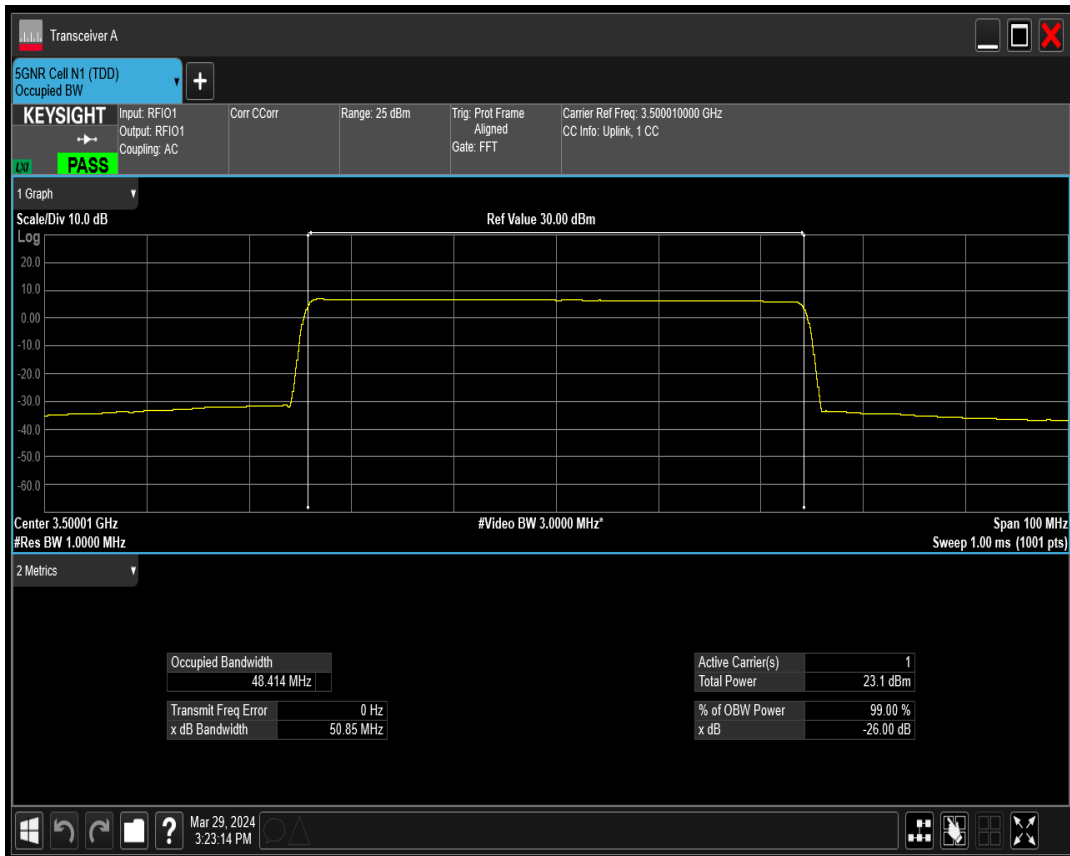 Transceiver A
5GNR Cell N1 (TDD)
Occupied BW
+
KEYSIGHT
LXI
PASS
Input: RFIO1
Output: RFIO1
Coupling: AC
Corr CCorr
Range: 25 dBm
Trig: Prot Frame
Aligned
Gate: FFT
Carrier Ref Freq: 3.500010000 GHz
CC Info: Uplink, 1 CC
1 Graph
Scale/Div 10.0 dB
Ref Value 30.00 dBm
Log
20.0
10.0
0.00
-10.0
-20.0
-30.0
-40.0
-50.0
-60.0
Center 3.50001 GHz
#Video BW 3.0000 MHz*
Span 100 MHz
#Res BW 1.0000 MHz
Sweep 1.00 ms (1001 pts)
2 Metrics
Occupied Bandwidth
48.414 MHz
Transmit Freq Error 0 Hz
x dB Bandwidth 50.85 MHz
Active Carrier(s) 1
Total Power 23.1 dBm
% of OBW Power 99.00 %
x dB -26.00 dB
?
Mar 29, 2024
3:23:14 PM